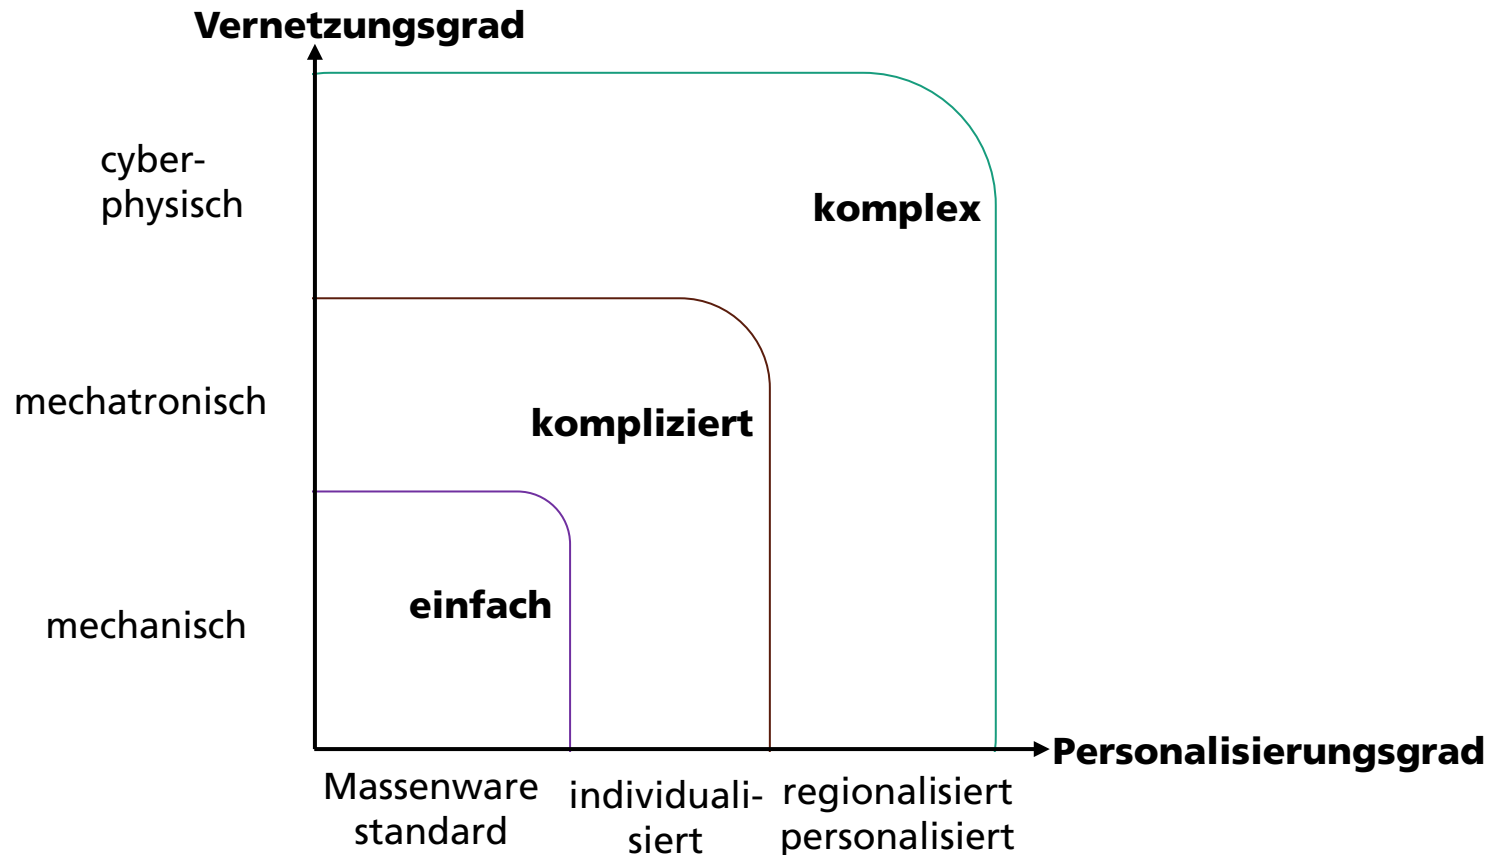 Vernetzungsgrad
cyber-
physisch
komplex
mechatronisch
kompliziert
einfach
mechanisch
Personalisierungsgrad
Massenware
standard
individuali-
siert
regionalisiert
personalisiert